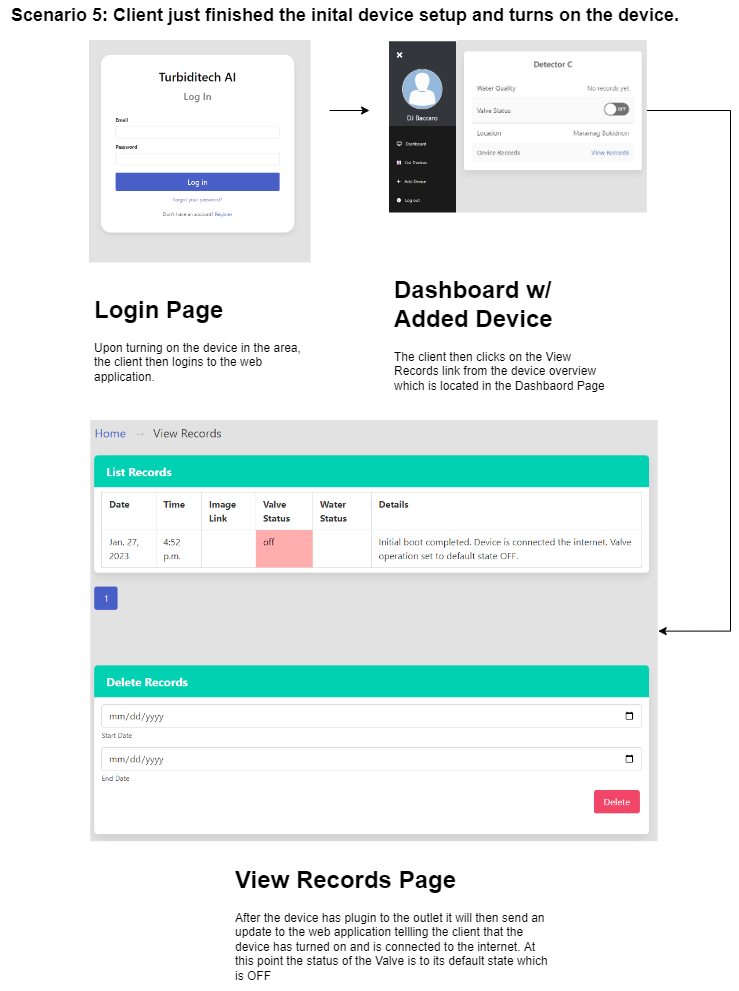 Scenario 5: Client just finished the inital device setup and turns on the device.
Turbiditech AI
Log In
Email
Password
Log in
Forgot your password?
Don't have an account? Register
×
DJ Baccaro
Dashboard
List Devices
Add Device
Log out
Detector C
Water Quality No records yet
Valve Status OFF
Location Maramag Bukidnon
Device Records View Records
Login Page
Upon turning on the device in the area,
the client then logins to the web
application.
Dashboard w/
Added Device
The client then clicks on the View
Records link from the device overview
which is located in the Dashbaord Page
Home → View Records
List Records
Date Time Image Link Valve Status Water Status Details
Jan. 27, 2023 4:52 p.m. off Initial boot completed. Device is connected the internet. Valve operation set to default state OFF.
1
Delete Records
mm/dd/yyyy
Start Date
mm/dd/yyyy
End Date
Delete
View Records Page
After the device has plugin to the outlet it will then send an
update to the web application tellling the client that the
device has turned on and is connected to the internet. At
this point the status of the Valve is to its default state which
is OFF